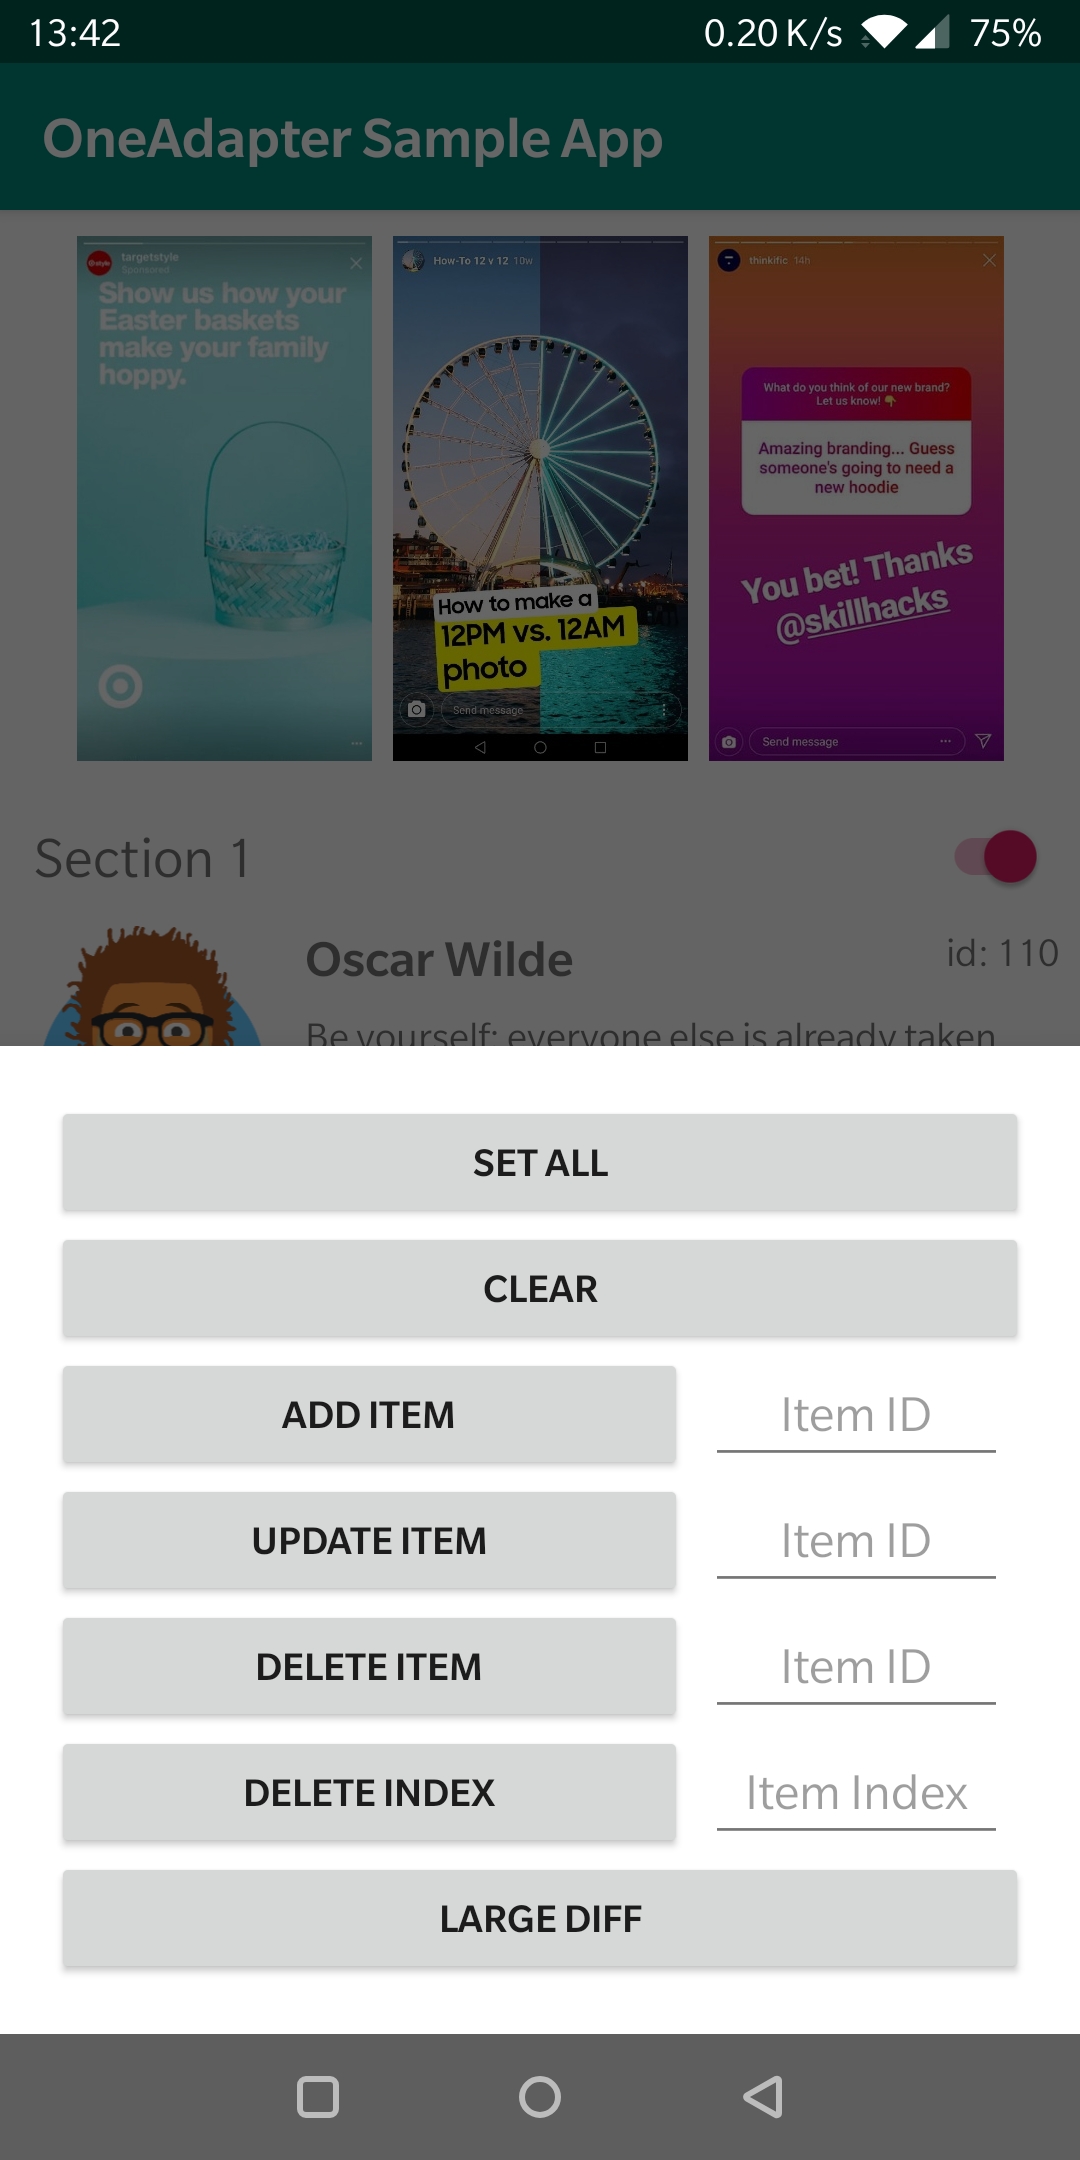 13:42
0.20 K/s
75%
OneAdapter Sample App
targetstyle
Sponsored
Show us how your
Easter baskets
make your family
hoppy.
How-To 12 v 12 10w
How to make a
12PM vs. 12AM
photo
Send message
thinkific 14h
What do you think of our new brand?
Let us know! 👇
Amazing branding... Guess
someone's going to need a
new hoodie
You bet! Thanks
@skillhacks
Send message
Section 1
Oscar Wilde
id: 110
Be yourself; everyone else is already taken
SET ALL
CLEAR
ADD ITEM
Item ID
UPDATE ITEM
Item ID
DELETE ITEM
Item ID
DELETE INDEX
Item Index
LARGE DIFF